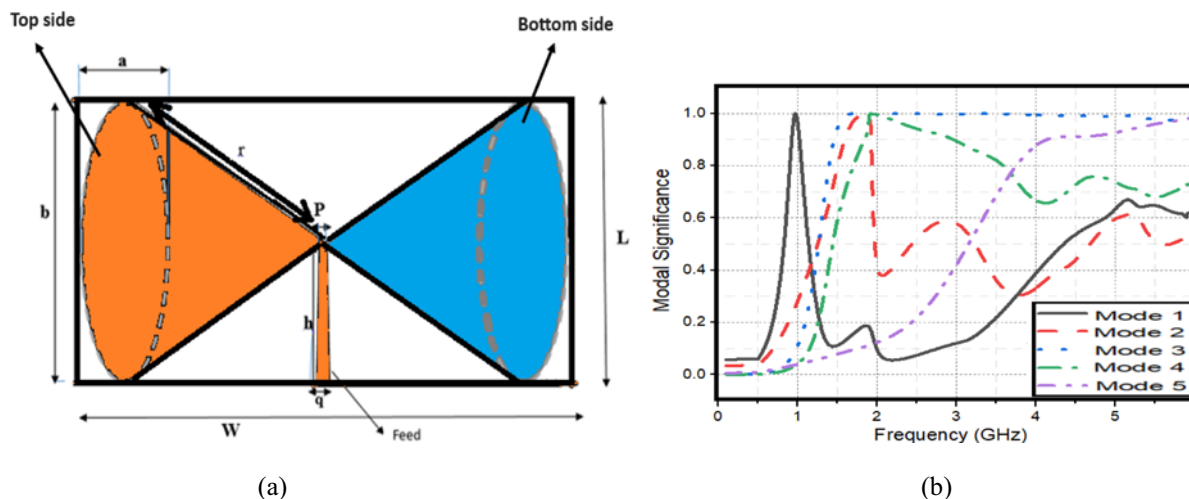 Top side
Bottom side
a
r
b
P
L
h
q
W
Feed
(a)
Modal Significance
1.0
0.8
0.6
0.4
0.2
0.0
Mode 1
Mode 2
Mode 3
Mode 4
Mode 5
0 1 2 3 4 5
Frequency (GHz)
(b)